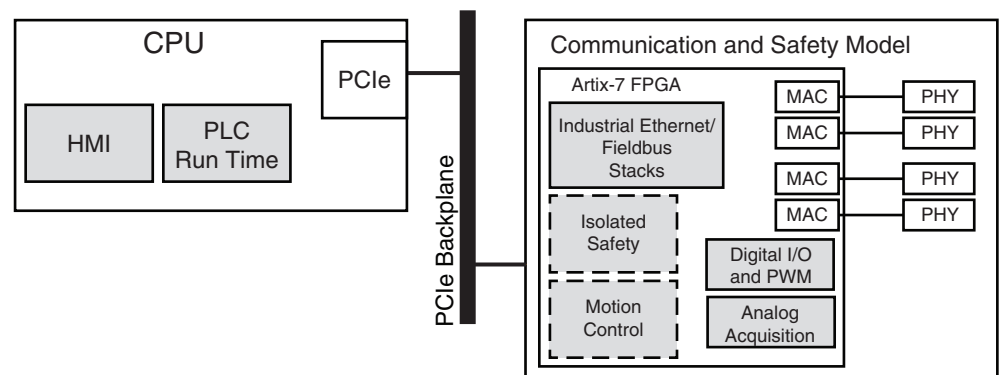 CPU
PCIe
HMI
PLC
Run Time
PCIe Backplane
Communication and Safety Model
Artix-7 FPGA
Industrial Ethernet/
Fieldbus
Stacks
Isolated
Safety
Motion
Control
MAC
PHY
MAC
PHY
MAC
PHY
MAC
PHY
Digital I/O
and PWM
Analog
Acquisition